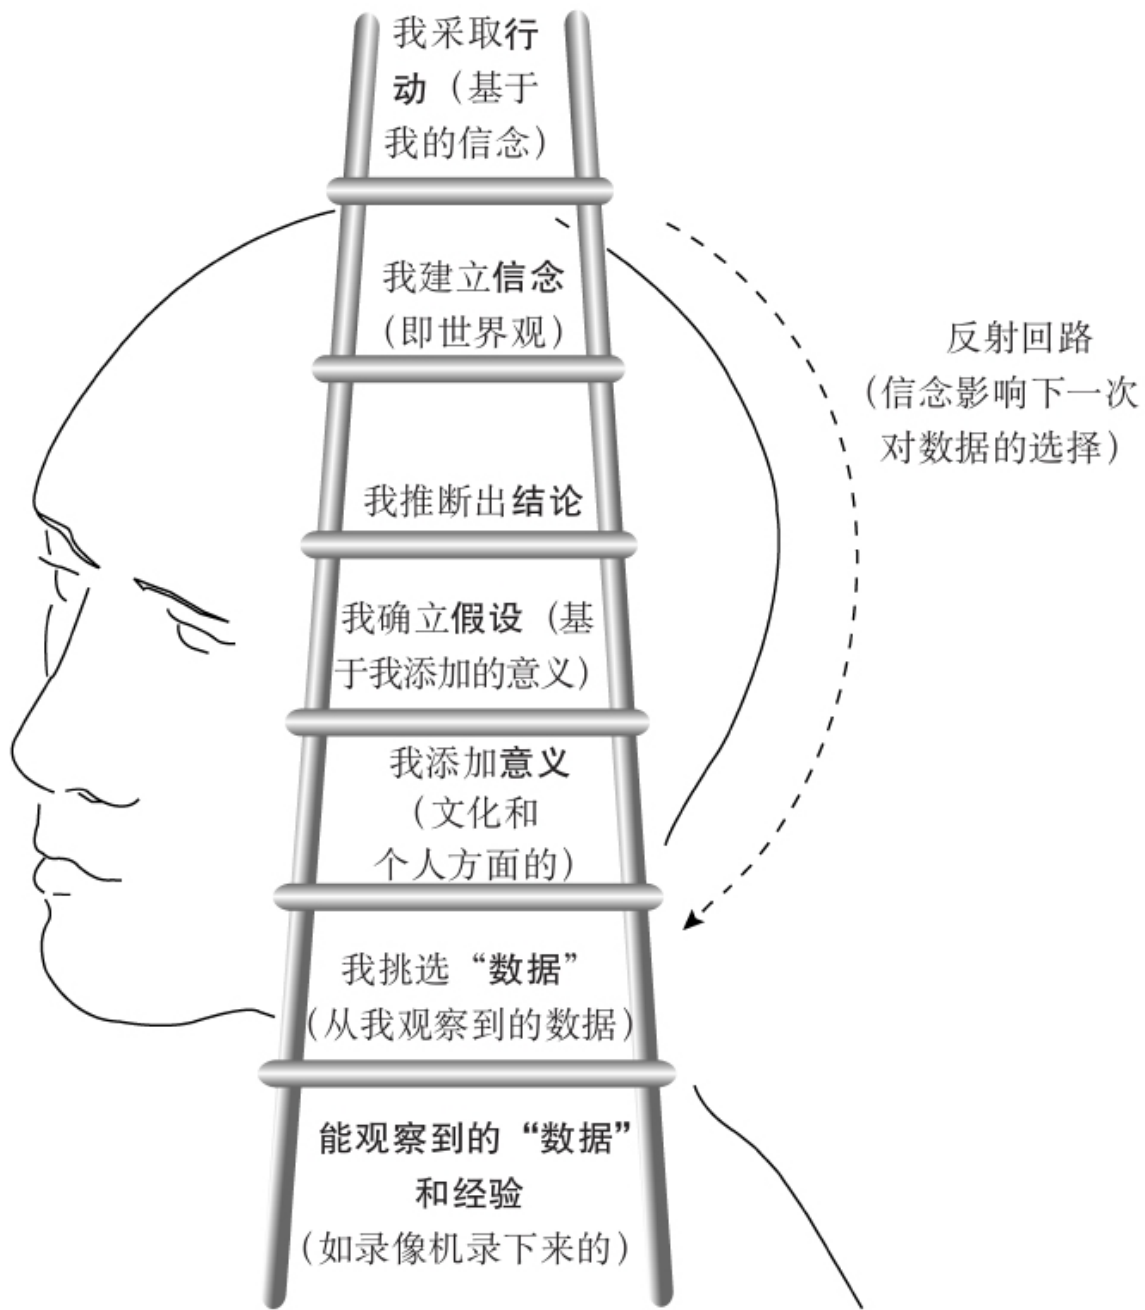 我采取行
动（基于
我的信念）
我建立信念
（即世界观）
反射回路
（信念影响下一次
对数据的选择）
我推断出结论
我确立假设（基
于我添加的意义）
我添加意义
（文化和
个人方面的）
我挑选“数据”
（从我观察到的数据）
能观察到的“数据”
和经验
（如录像机录下来的）